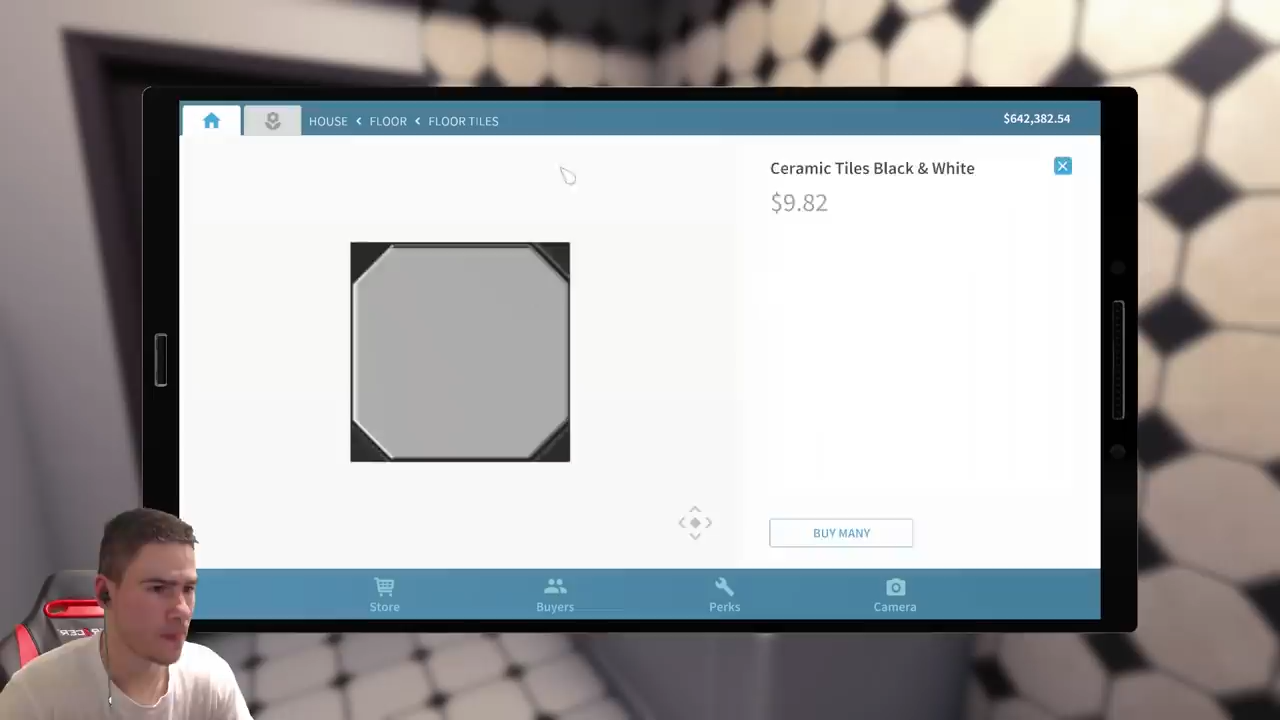 HOUSE < FLOOR < FLOOR TILES
$642,382.54
Ceramic Tiles Black & White
$9.82
BUY MANY
Store
Buyers
Perks
Camera